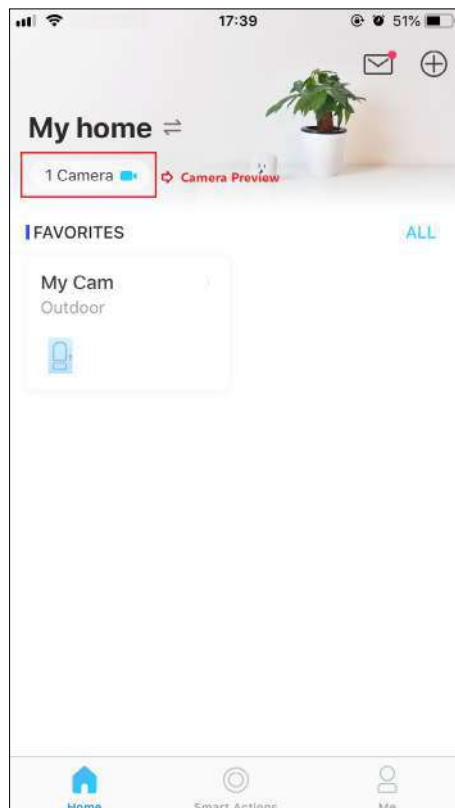 17:39
51%
My home
1 Camera
Camera Preview
FAVORITES
ALL
My Cam
Outdoor
Home
Smart Actions
Me